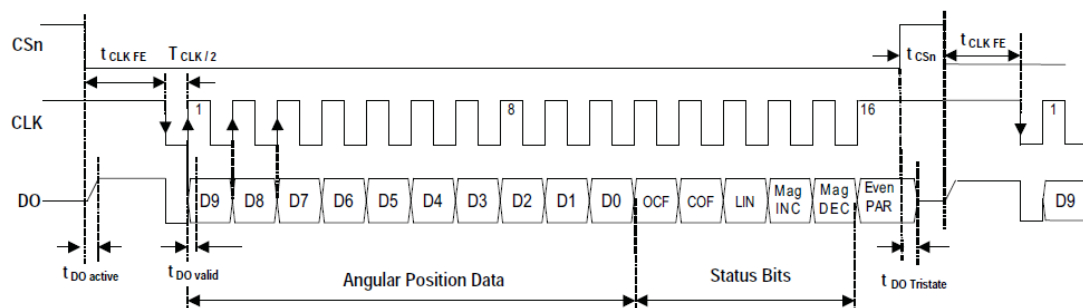 CSn
t CLK FE
T CLK / 2
t CSn
t CLK FE
CLK
1
8
16
1
DO
D9
D8
D7
D6
D5
D4
D3
D2
D1
D0
OCF
COF
LIN
Mag
INC
Mag
DEC
Even
PAR
D9
t DO active
t DO valid
Angular Position Data
Status Bits
t DO Tristate